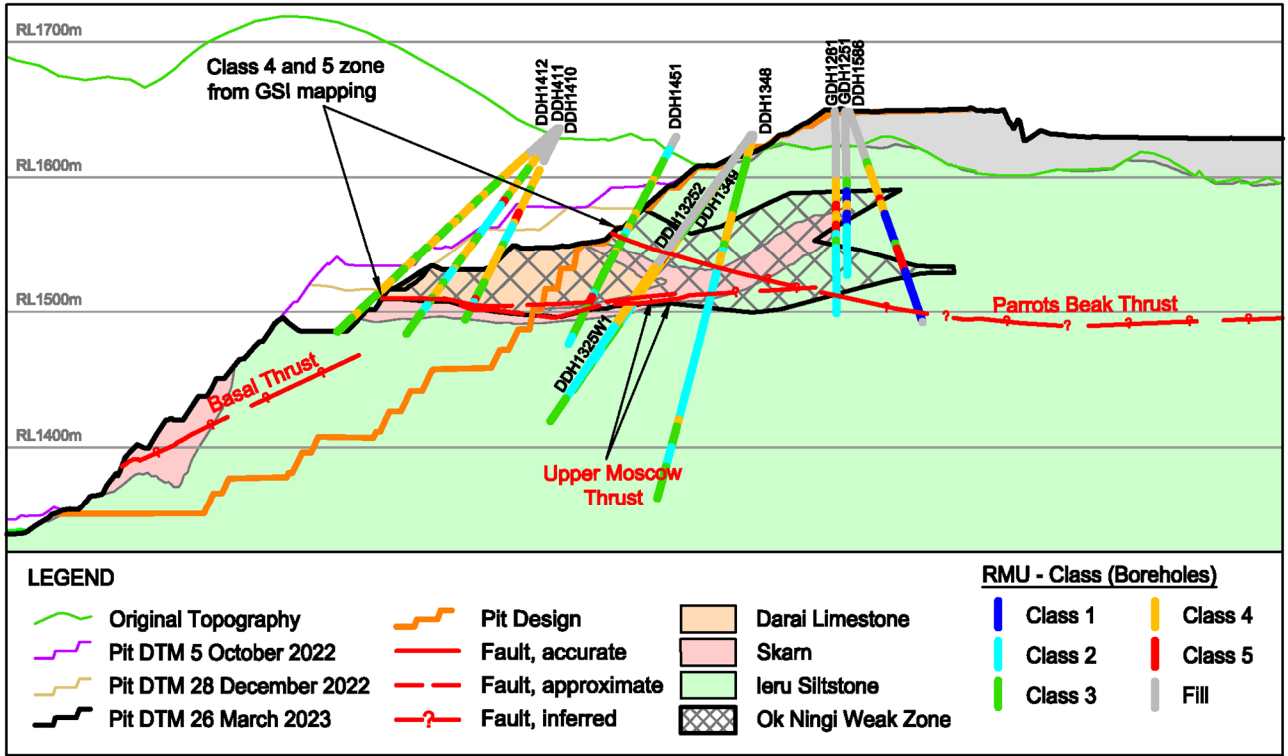 RL1700m
Class 4 and 5 zone
from GSI mapping
DDH1412
DDH411
DDH1410
DDH1451
DDH1348
GDH1261
GDH1251
DDH1586
RL1600m
DDH13252
DDH1349
RL1500m
Parrots Beak Thrust
? ? ? ? ? ? ? ? ?
DDH1325W1
Basal Thrust
? ? ? ?
RL1400m
Upper Moscow
Thrust
LEGEND
Original Topography
Pit DTM 5 October 2022
Pit DTM 28 December 2022
Pit DTM 26 March 2023
Pit Design
Fault, accurate
Fault, approximate
Fault, inferred
?
Darai Limestone
Skarn
Ieru Siltstone
Ok Ningi Weak Zone
RMU - Class (Boreholes)
Class 1
Class 2
Class 3
Class 4
Class 5
Fill